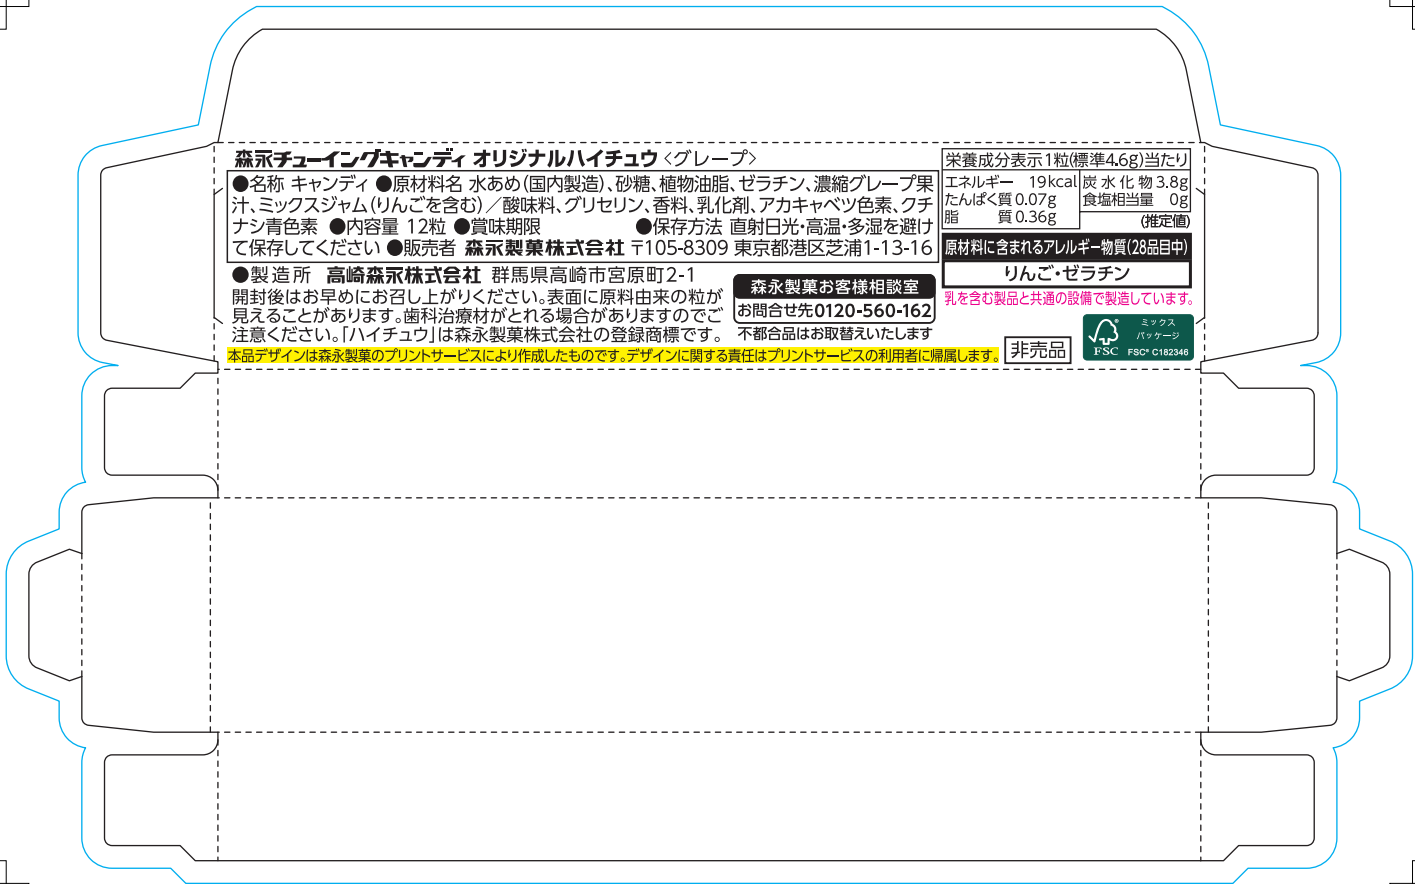 森永チューイングキャンディ オリジナルハイチュウ〈グレープ〉
●名称 キャンディ ●原材料名 水あめ(国内製造)、砂糖、植物油脂、ゼラチン、濃縮グレープ果
汁、ミックスジャム(りんごを含む)／酸味料、グリセリン、香料、乳化剤、アカキャベツ色素、クチ
ナシ青色素 ●内容量 12粒 ●賞味期限 ●保存方法 直射日光・高温・多湿を避け
て保存してください ●販売者 森永製菓株式会社 〒105-8309 東京都港区芝浦1-13-16
●製造所 高崎森永株式会社 群馬県高崎市宮原町2-1
開封後はお早めにお召し上がりください。表面に原料由来の粒が
見えることがあります。歯科治療材がとれる場合がありますのでご
注意ください。「ハイチュウ」は森永製菓株式会社の登録商標です。
森永製菓お客様相談室
お問合せ先0120-560-162
不都合品はお取替えいたします
本品デザインは森永製菓のプリントサービスにより作成したものです。デザインに関する責任はプリントサービスの利用者に帰属します。
栄養成分表示1粒(標準4.6g)当たり
エネルギー 19kcal 炭水化物3.8g
たんぱく質0.07g 食塩相当量 0g
脂質0.36g
(推定値)
原材料に含まれるアレルギー物質(28品目中)
りんご・ゼラチン
乳を含む製品と共通の設備で製造しています。
非売品
FSC
ミックス
パッケージ
FSC® C182346